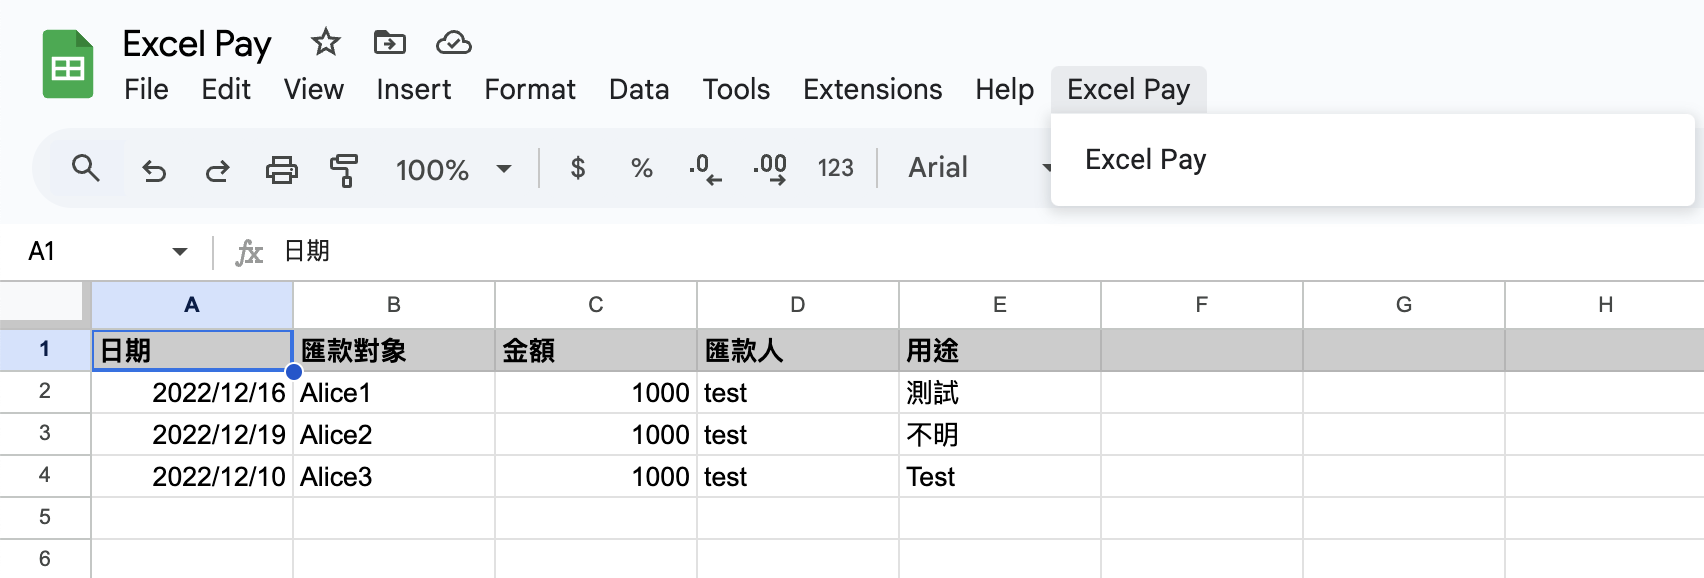 Excel Pay
File Edit View Insert Format Data Tools Extensions Help Excel Pay
Excel Pay
100% $ % .0 .00 123 Arial
A1 fx 日期
A B C D E F G H
1 日期 匯款對象 金額 匯款人 用途
2 2022/12/16 Alice1 1000 test 測試
3 2022/12/19 Alice2 1000 test 不明
4 2022/12/10 Alice3 1000 test Test
5
6